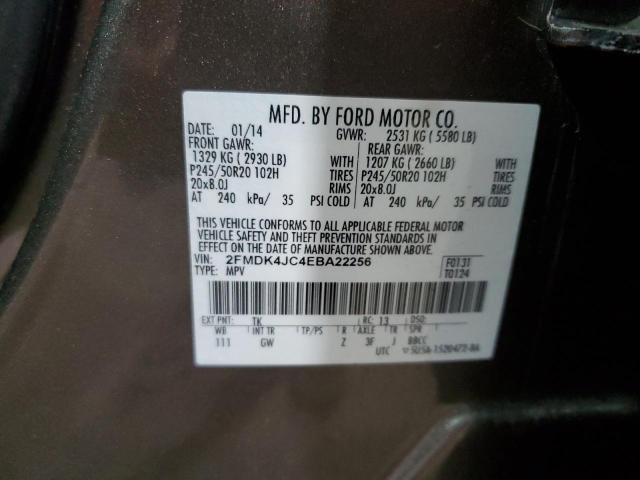 MFD. BY FORD MOTOR CO.
DATE: 01/14 GVWR: 2531 KG ( 5580 LB)
FRONT GAWR: REAR GAWR:
1329 KG ( 2930 LB) WITH 1207 KG ( 2660 LB) WITH
P245/50R20 102H TIRES P245/50R20 102H TIRES
20x8.0J RIMS 20x8.0J RIMS
AT 240 kPa/ 35 PSI COLD AT 240 kPa/ 35 PSI COLD
THIS VEHICLE CONFORMS TO ALL APPLICABLE FEDERAL MOTOR
VEHICLE SAFETY AND THEFT PREVENTION STANDARDS IN
EFFECT ON THE DATE OF MANUFACTURE SHOWN ABOVE.
VIN: 2FMDK4JC4EBA22256 F0131
TYPE: MPV T0124
EXT PNT: TK RC: 13 DSO:
WB INT TR TP/PS R AXLE TR SPR
111 GW Z 3F J BBCC
UTC